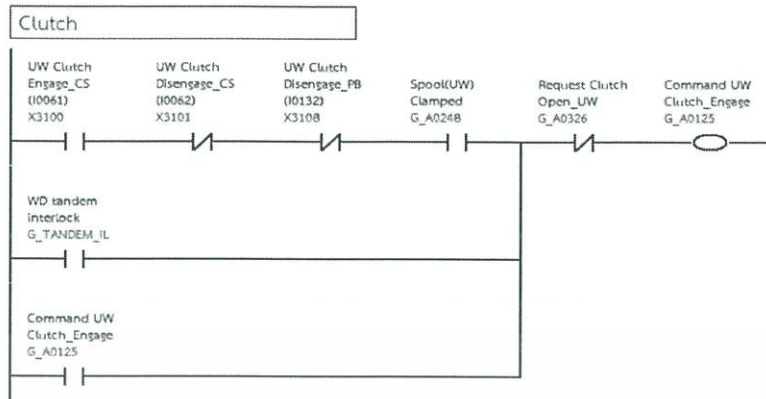 Clutch
UW Clutch
Engage_CS
(I0061)
X3100
UW Clutch
Disengage_CS
(I0062)
X3101
UW Clutch
Disengage_PB
(I0132)
X3108
Spool(UW)
Clamped
G_A0248
Request Clutch
Open_UW
G_A0326
Command UW
Clutch_Engage
G_A0125
WD tandem
interlock
G_TANDEM_IL
Command UW
Clutch_Engage
G_A0125